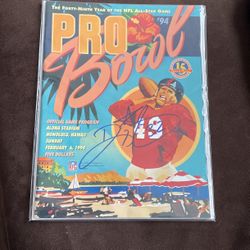 THE FORTY-NINTH YEAR OF THE NFL ALL-STAR GAME
PRO '94
Bowl
15
OFFICIAL GAME PROGRAM
ALOHA STADIUM
HONOLULU, HAWAII
SUNDAY
FEBRUARY 6, 1994
FIVE DOLLARS
49